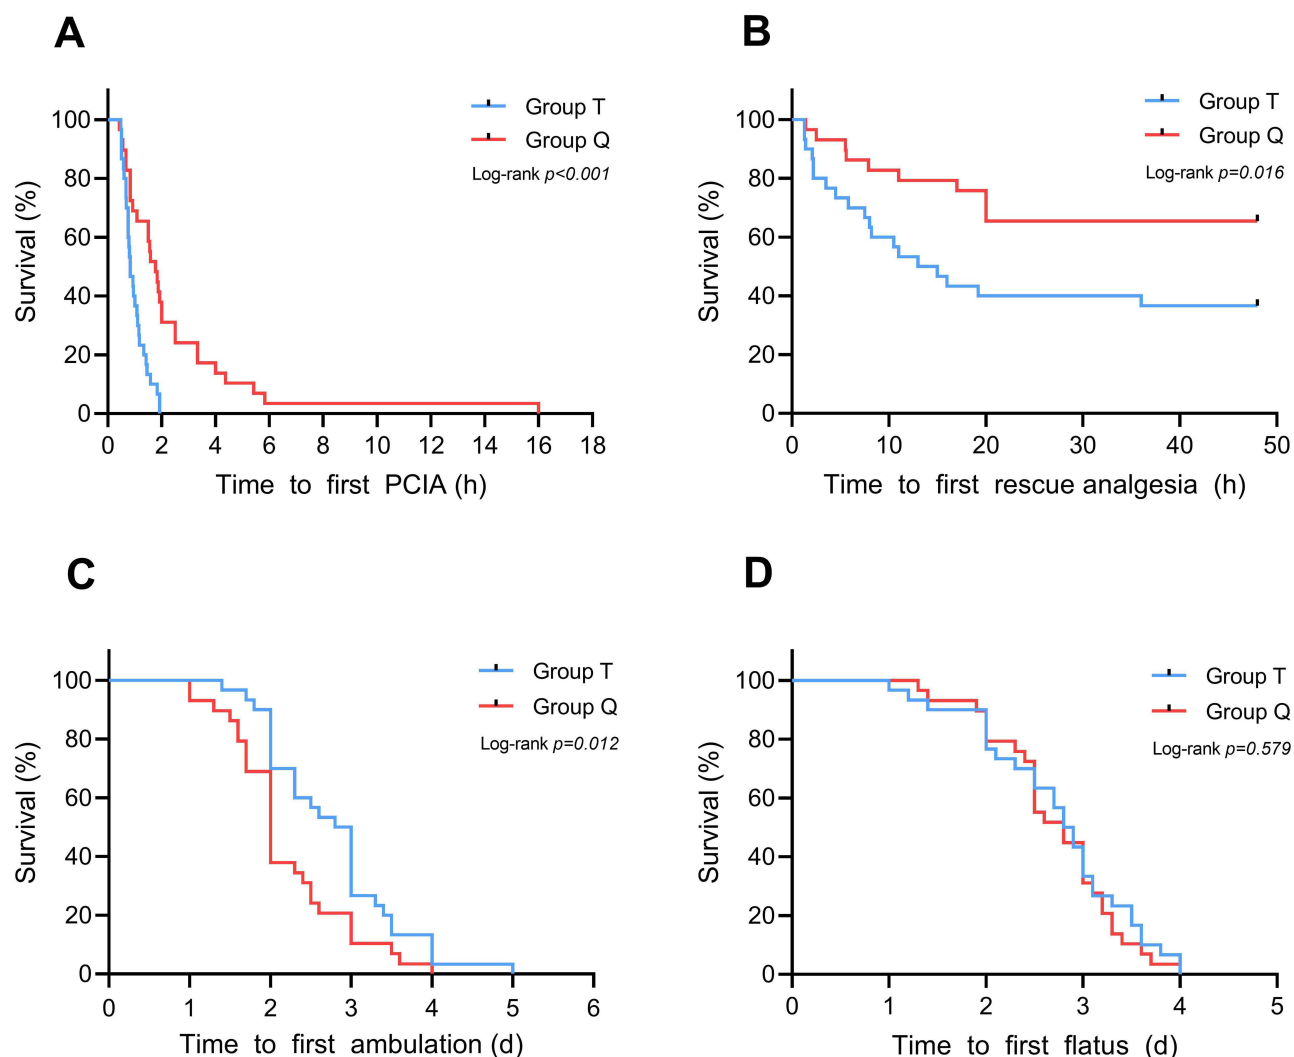 A
Group T
Group Q
Log-rank p<0.001
Survival (%)
100
80
60
40
20
0
0 2 4 6 8 10 12 14 16 18
Time to first PCIA (h)
B
Group T
Group Q
Log-rank p=0.016
Survival (%)
100
80
60
40
20
0
0 10 20 30 40 50
Time to first rescue analgesia (h)
C
Group T
Group Q
Log-rank p=0.012
Survival (%)
100
80
60
40
20
0
0 1 2 3 4 5 6
Time to first ambulation (d)
D
Group T
Group Q
Log-rank p=0.579
Survival (%)
100
80
60
40
20
0
0 1 2 3 4 5
Time to first flatus (d)